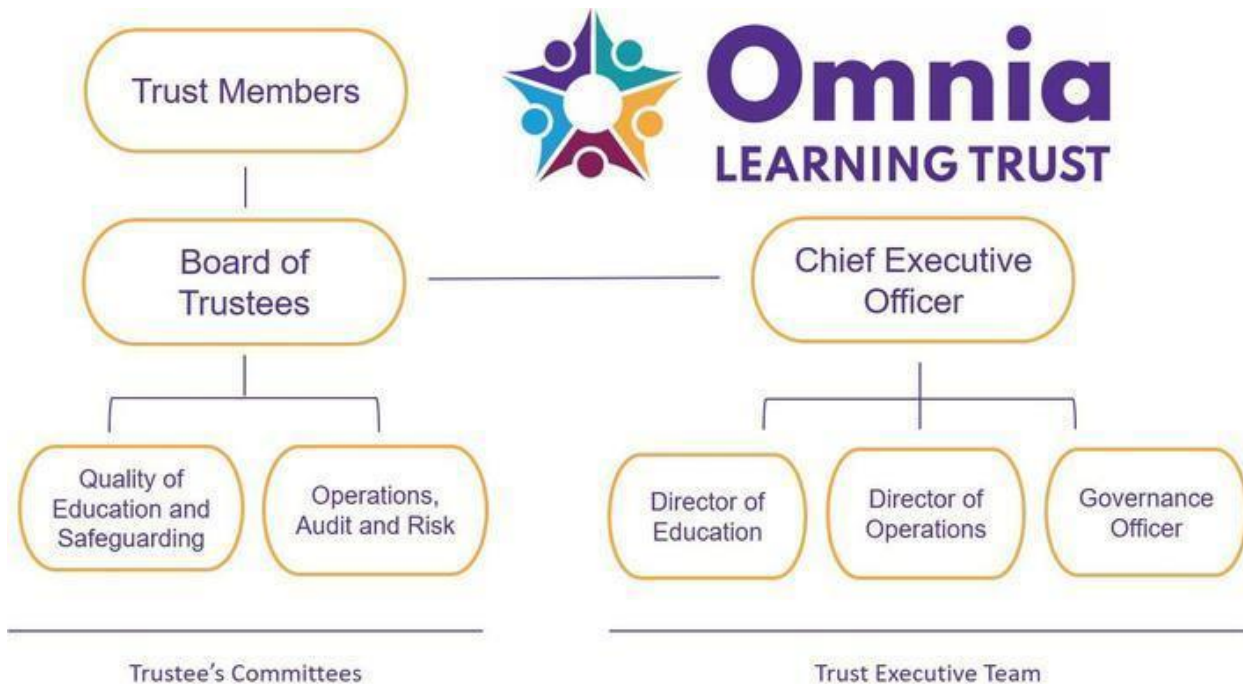 Trust Members
Omnia
LEARNING TRUST
Board of
Trustees
Chief Executive
Officer
Quality of
Education and
Safeguarding
Operations,
Audit and Risk
Director of
Education
Director of
Operations
Governance
Officer
Trustee's Committees
Trust Executive Team